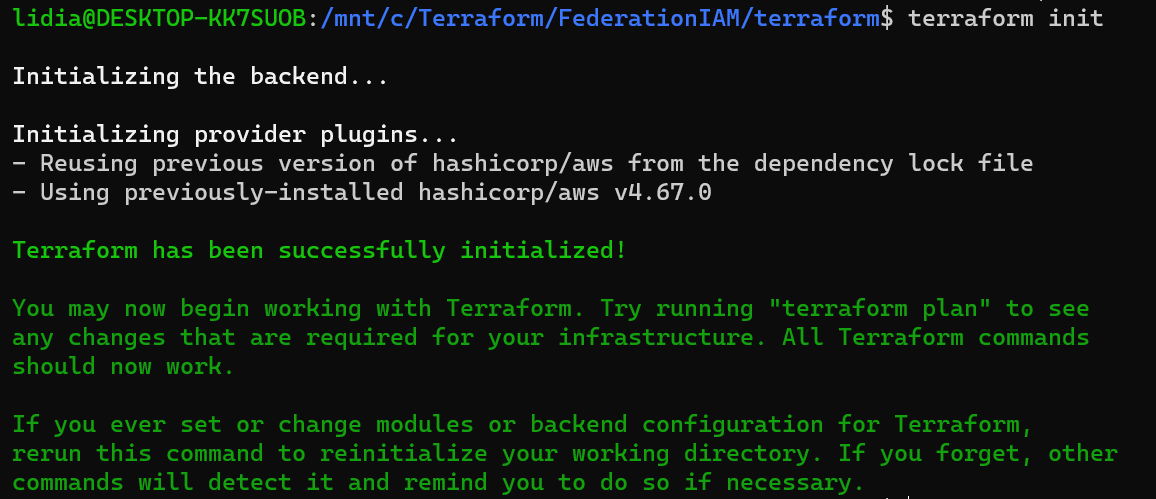 lidia@DESKTOP-KK7SUOB:/mnt/c/Terraform/FederationIAM/terraform$ terraform init
Initializing the backend...
Initializing provider plugins...
- Reusing previous version of hashicorp/aws from the dependency lock file
- Using previously-installed hashicorp/aws v4.67.0
Terraform has been successfully initialized!
You may now begin working with Terraform. Try running "terraform plan" to see
any changes that are required for your infrastructure. All Terraform commands
should now work.
If you ever set or change modules or backend configuration for Terraform,
rerun this command to reinitialize your working directory. If you forget, other
commands will detect it and remind you to do so if necessary.